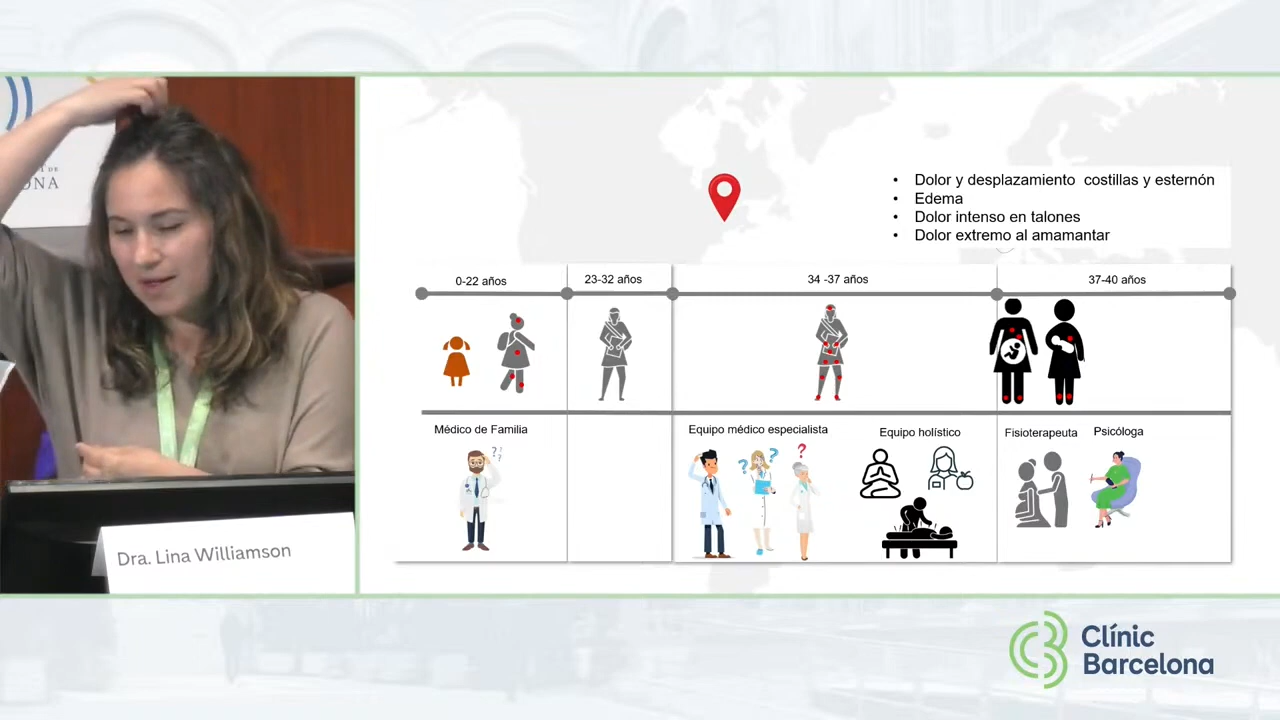 DE
ONA
Dra. Lina Williamson
• Dolor y desplazamiento costillas y esternón
• Edema
• Dolor intenso en talones
• Dolor extremo al amamantar
0-22 años
23-32 años
34 -37 años
37-40 años
Médico de Familia
Equipo médico especialista
Equipo holístico
Fisioterapeuta
Psicóloga
? ?
?
? ?
?
Clínic
Barcelona